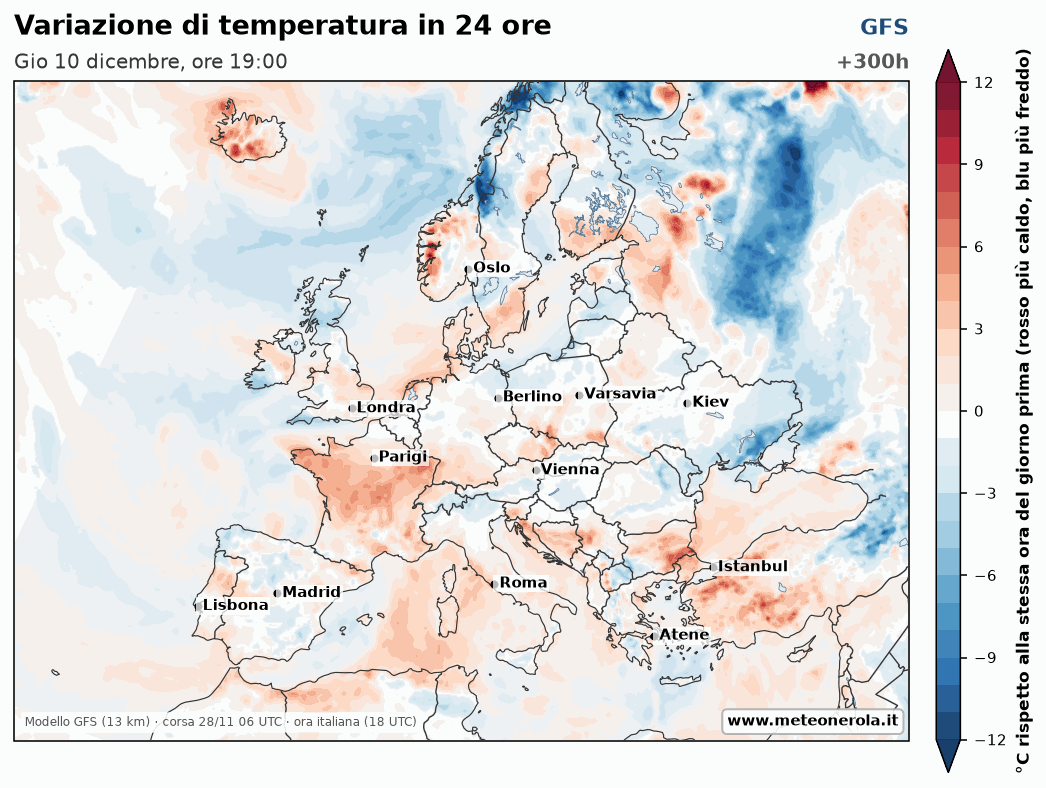 Variazione di temperatura in 24 ore
GFS
Gio 10 dicembre, ore 19:00
+300h
Oslo
Londra
Berlino
Varsavia
Kiev
Parigi
Vienna
Istanbul
Roma
Madrid
Lisbona
Atene
Modello GFS (13 km) · corsa 28/11 06 UTC · ora italiana (18 UTC)
www.meteonerola.it
12
9
6
3
0
−3
−6
−9
−12
°C rispetto alla stessa ora del giorno prima (rosso più caldo, blu più freddo)